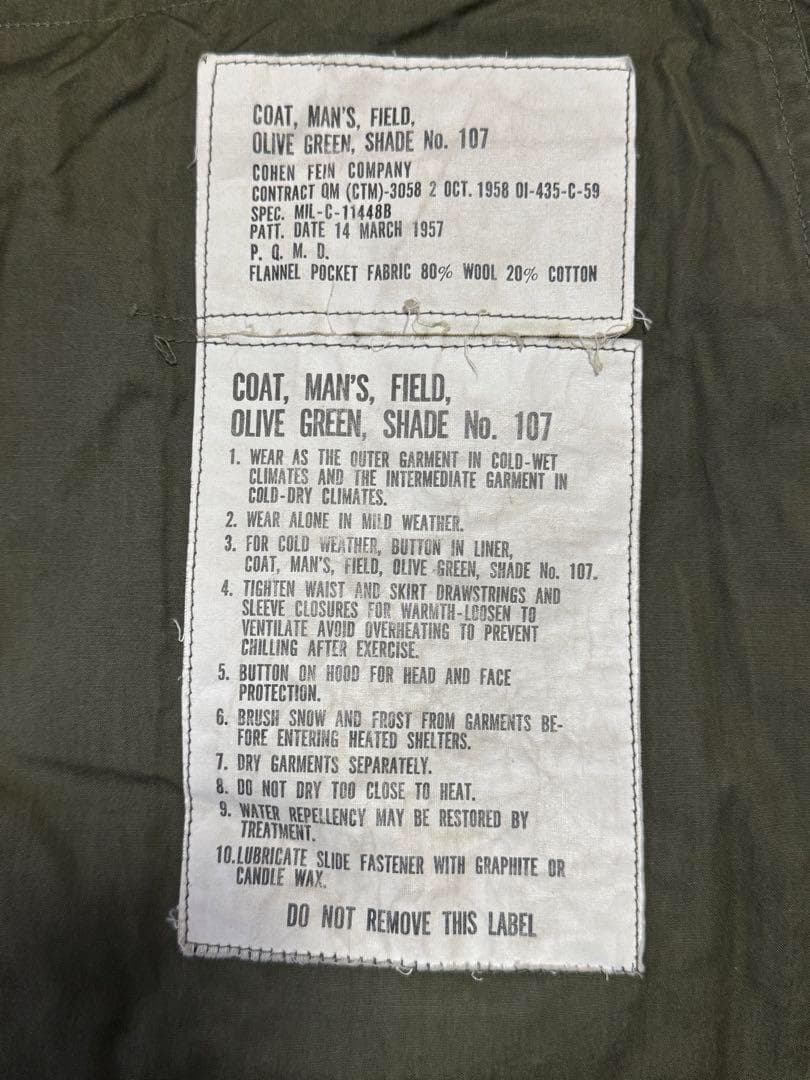 COAT, MAN'S, FIELD,
OLIVE GREEN, SHADE No. 107
COHEN FEIN COMPANY
CONTRACT QM (CTM)-3058 2 OCT. 1958 OI-435-C-59
SPEC. MIL-C-11448B
PATT. DATE 14 MARCH 1957
P. Q. M. D.
FLANNEL POCKET FABRIC 80% WOOL 20% COTTON
COAT, MAN'S, FIELD,
OLIVE GREEN, SHADE No. 107
1. WEAR AS THE OUTER GARMENT IN COLD-WET
CLIMATES AND THE INTERMEDIATE GARMENT IN
COLD-DRY CLIMATES.
2. WEAR ALONE IN MILD WEATHER.
3. FOR COLD WEATHER, BUTTON IN LINER,
COAT, MAN'S, FIELD, OLIVE GREEN, SHADE No. 107.
4. TIGHTEN WAIST AND SKIRT DRAWSTRINGS AND
SLEEVE CLOSURES FOR WARMTH-LOOSEN TO
VENTILATE AVOID OVERHEATING TO PREVENT
CHILLING AFTER EXERCISE.
5. BUTTON ON HOOD FOR HEAD AND FACE
PROTECTION.
6. BRUSH SNOW AND FROST FROM GARMENTS BE-
FORE ENTERING HEATED SHELTERS.
7. DRY GARMENTS SEPARATELY.
8. DO NOT DRY TOO CLOSE TO HEAT.
9. WATER REPELLENCY MAY BE RESTORED BY
TREATMENT.
10.LUBRICATE SLIDE FASTENER WITH GRAPHITE OR
CANDLE WAX.
DO NOT REMOVE THIS LABEL